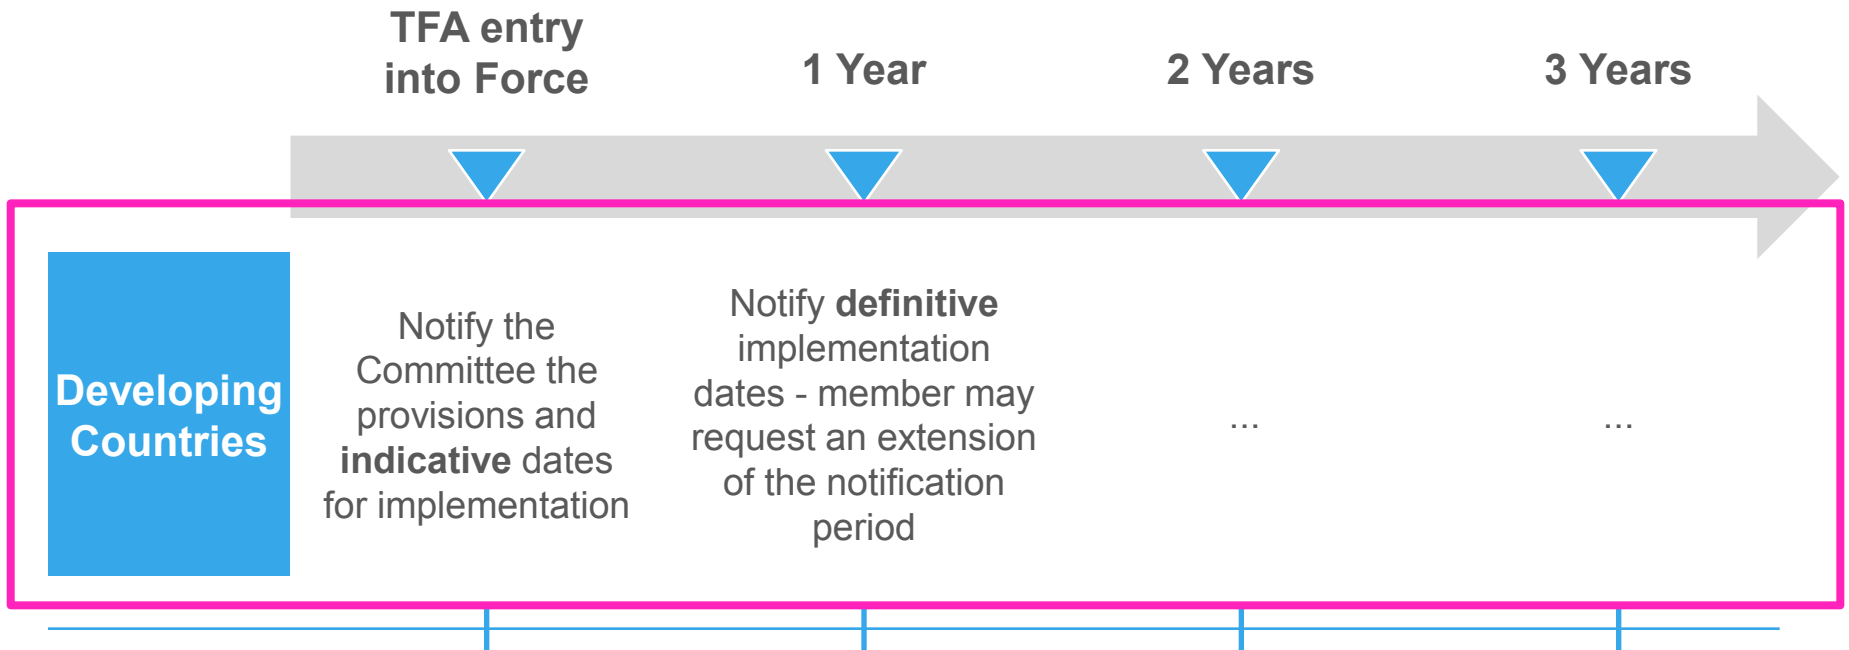 TFA entry
into Force
1 Year
2 Years
3 Years
Developing
Countries
Notify the
Committee the
provisions and
indicative dates
for implementation
Notify definitive
implementation
dates - member may
request an extension
of the notification
period
...
...